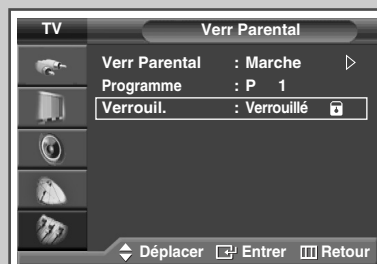 TV Verr Parental
Verr Parental : Marche
Programme : P 1
Verrouil. : Verrouillé
Déplacer Entrer Retour